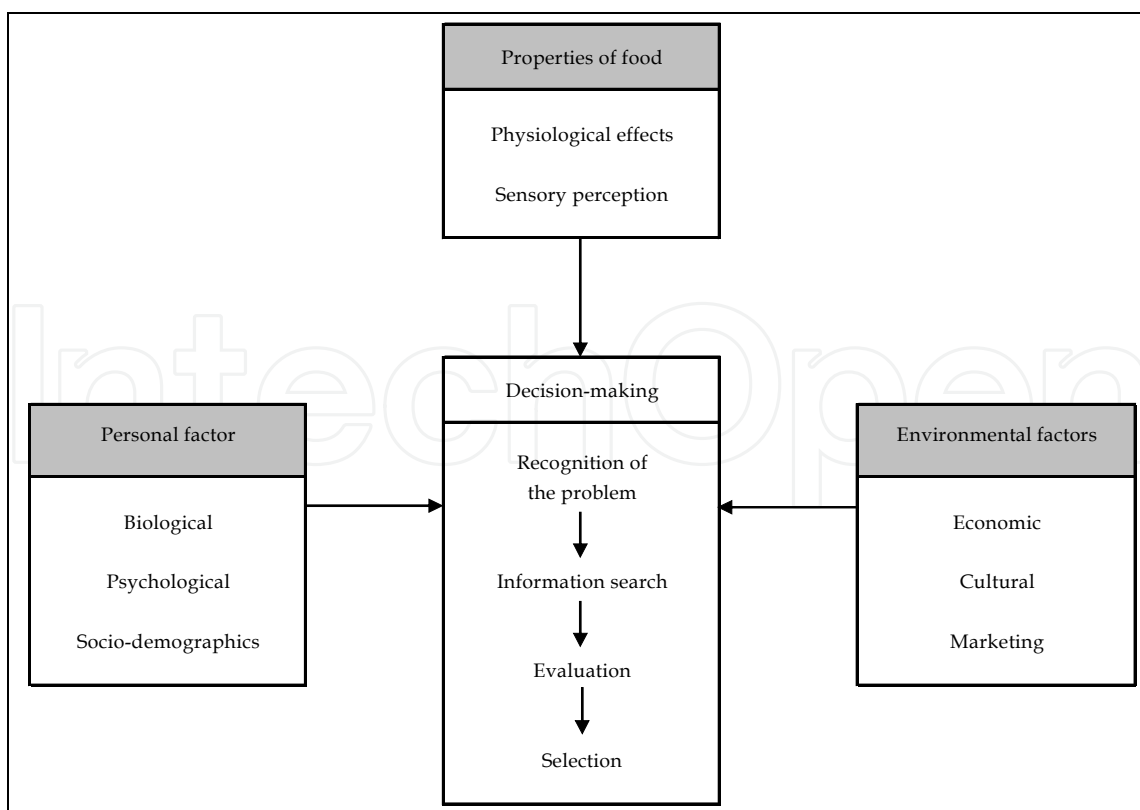 Properties of food
Physiological effects
Sensory perception
IntechOpen
Decision-making
Recognition of
the problem
Information search
Evaluation
Selection
Personal factor
Biological
Psychological
Socio-demographics
Environmental factors
Economic
Cultural
Marketing